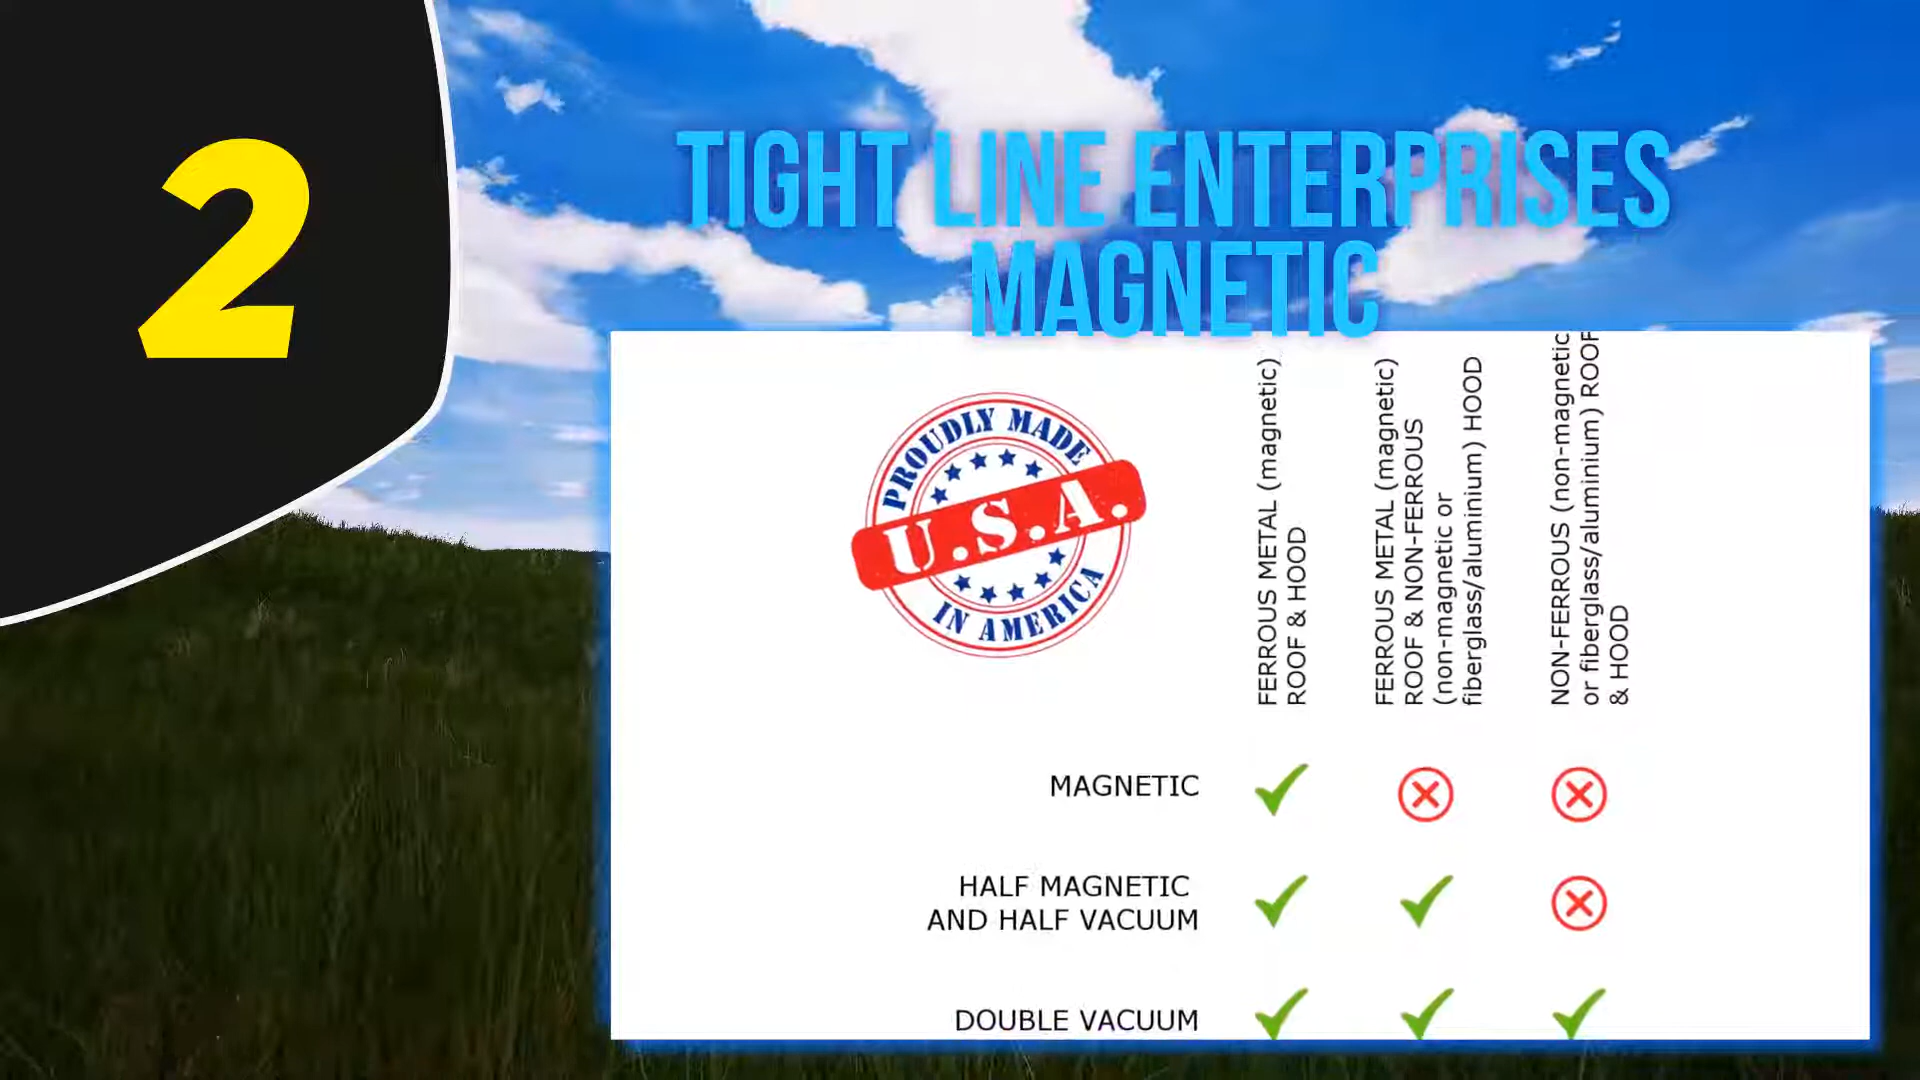 2
TIGHT LINE ENTERPRISES
MAGNETIC
PROUDLY MADE
U.S.A.
IN AMERICA
FERROUS METAL (magnetic)
ROOF & HOOD
FERROUS METAL (magnetic)
ROOF & NON-FERROUS
(non-magnetic or
fiberglass/aluminium) HOOD
NON-FERROUS (non-magnetic
or fiberglass/aluminium) ROOF
& HOOD
MAGNETIC
HALF MAGNETIC
AND HALF VACUUM
DOUBLE VACUUM